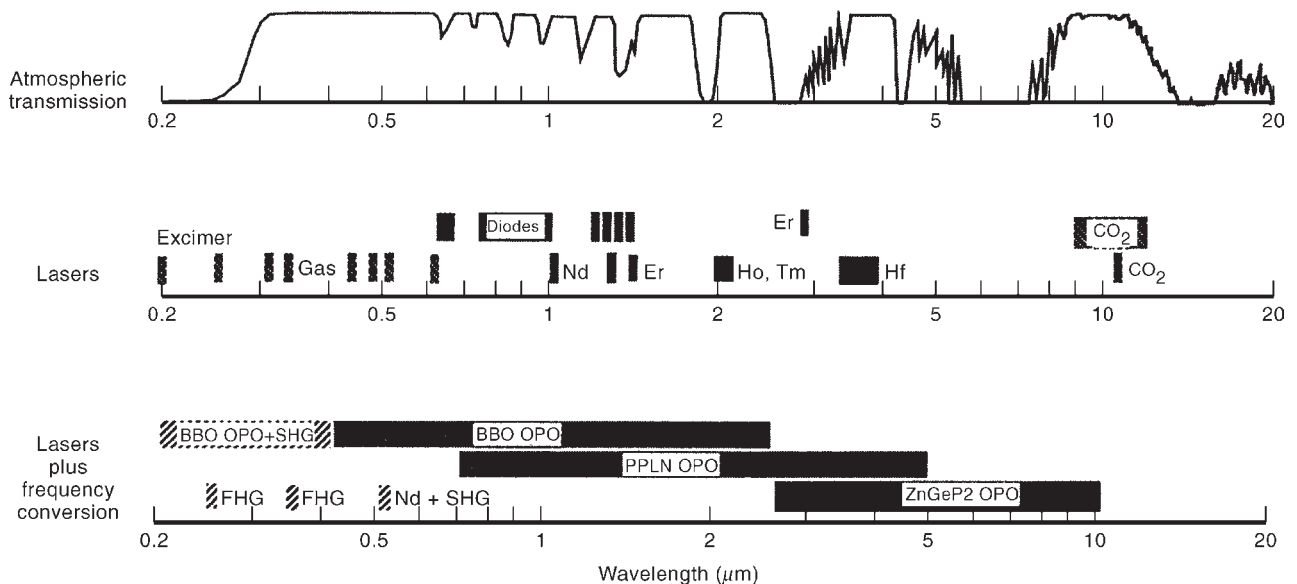 Atmospheric
transmission
0.2 0.5 1 2 5 10 20
Lasers
Excimer
Diodes
Er
CO2
Gas
Nd
Er
Ho, Tm
Hf
CO2
0.2 0.5 1 2 5 10 20
Lasers
plus
frequency
conversion
BBO OPO+SHG
BBO OPO
PPLN OPO
ZnGeP2 OPO
FHG
FHG
Nd + SHG
0.2 0.5 1 2 5 10 20
Wavelength (μm)